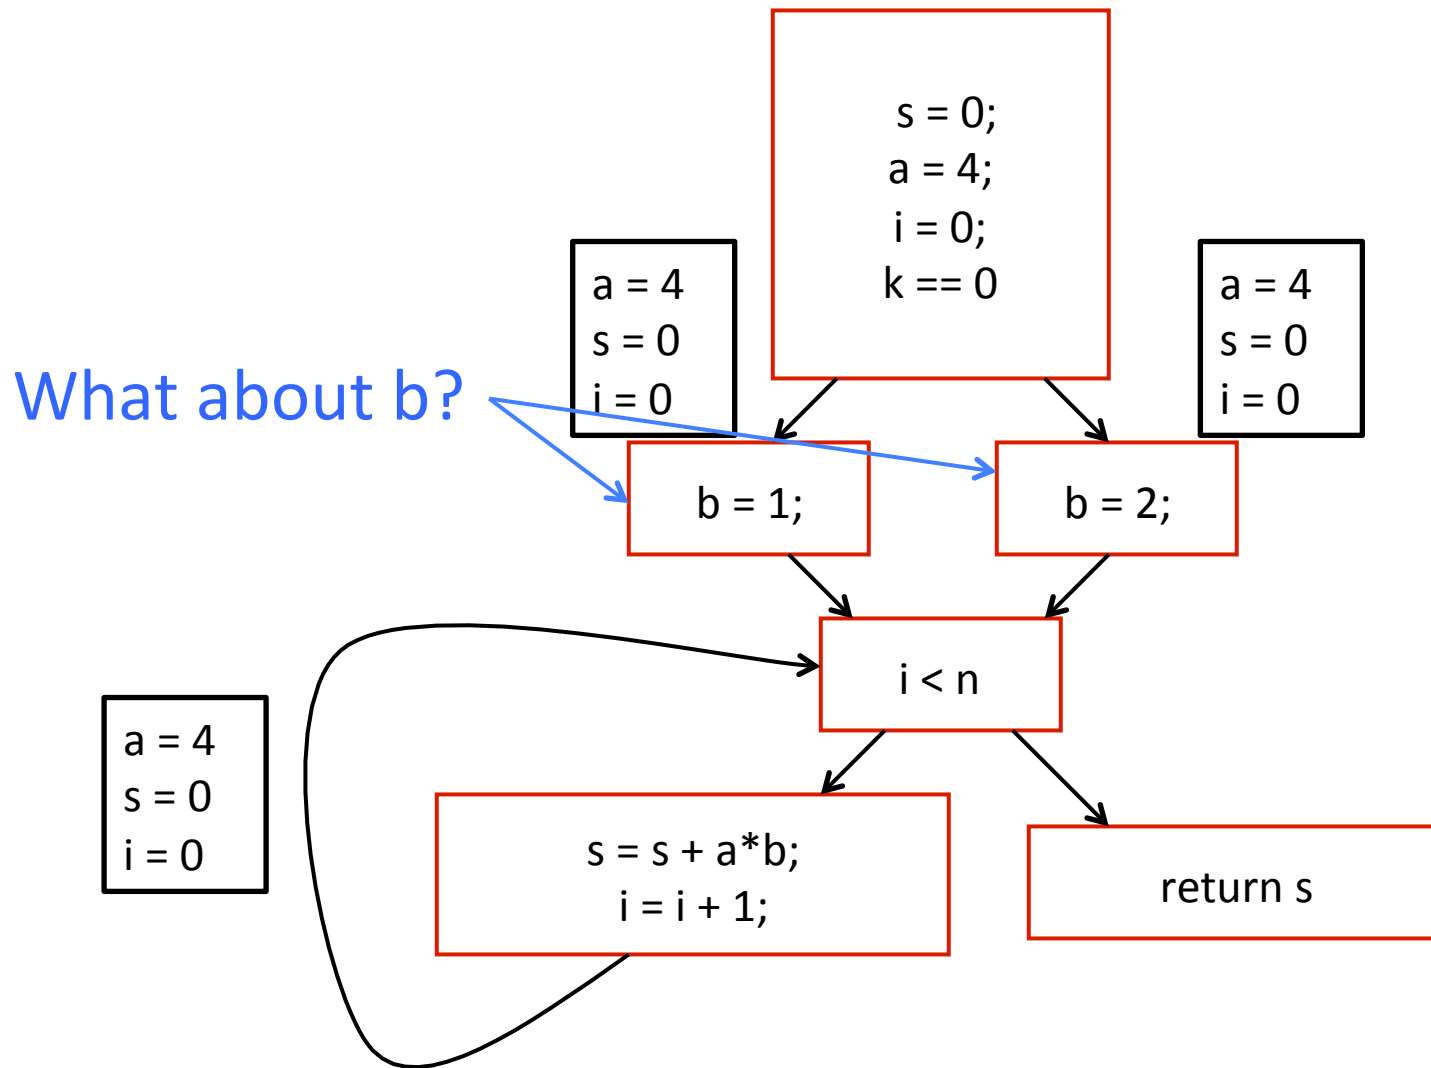 s = 0;
a = 4;
i = 0;
k == 0
a = 4
s = 0
i = 0
a = 4
s = 0
i = 0
What about b?
b = 1;
b = 2;
i < n
a = 4
s = 0
i = 0
s = s + a*b;
i = i + 1;
return s